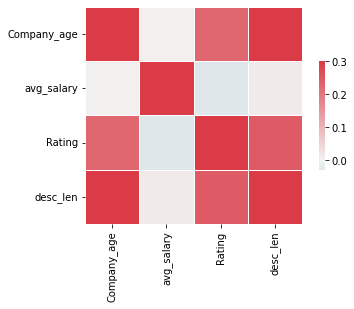 Company_age
avg_salary
Rating
desc_len
Company_age
avg_salary
Rating
desc_len
0.3
0.2
0.1
0.0